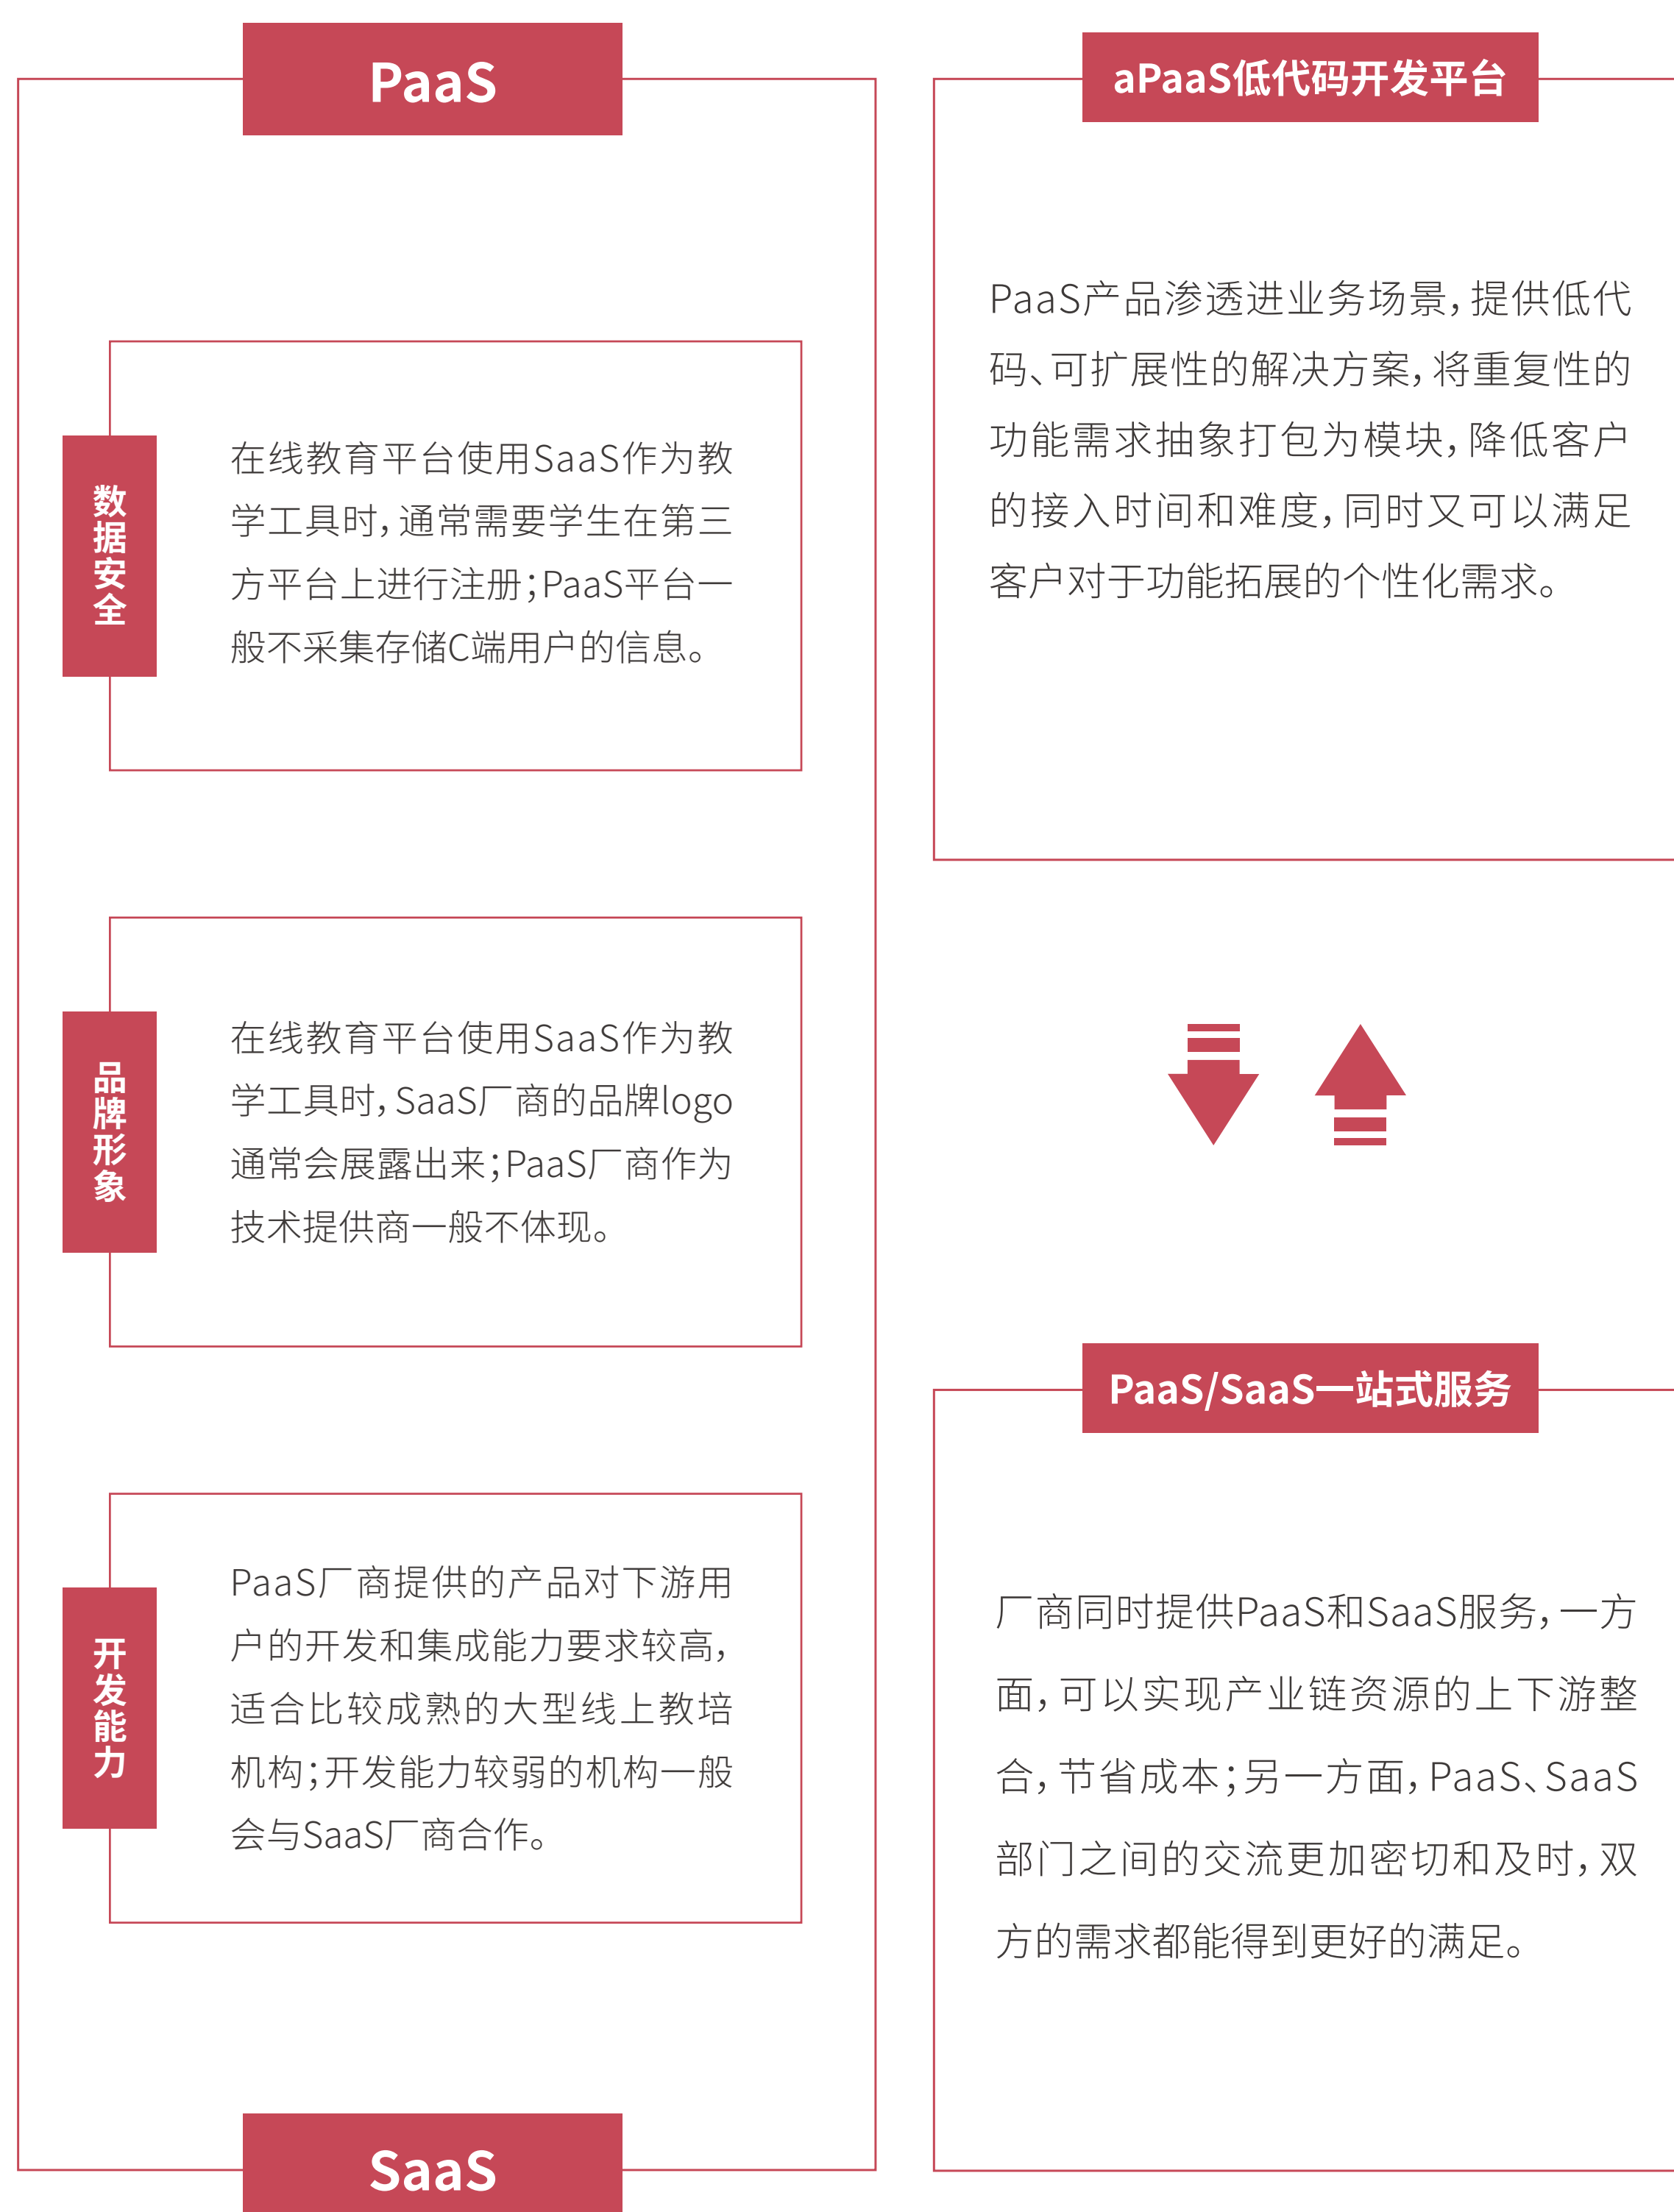 PaaS
数据安全
在线教育平台使用SaaS作为教
学工具时，通常需要学生在第三
方平台上进行注册；PaaS平台一
般不采集存储C端用户的信息。
品牌形象
在线教育平台使用SaaS作为教
学工具时，SaaS厂商的品牌logo
通常会展露出来；PaaS厂商作为
技术提供商一般不体现。
开发能力
PaaS厂商提供的产品对下游用
户的开发和集成能力要求较高，
适合比较成熟的大型线上教培
机构；开发能力较弱的机构一般
会与SaaS厂商合作。
SaaS
aPaaS低代码开发平台
PaaS产品渗透进业务场景，提供低代
码、可扩展性的解决方案，将重复性的
功能需求抽象打包为模块，降低客户
的接入时间和难度，同时又可以满足
客户对于功能拓展的个性化需求。
PaaS/SaaS一站式服务
厂商同时提供PaaS和SaaS服务，一方
面，可以实现产业链资源的上下游整
合，节省成本；另一方面，PaaS、SaaS
部门之间的交流更加密切和及时，双
方的需求都能得到更好的满足。